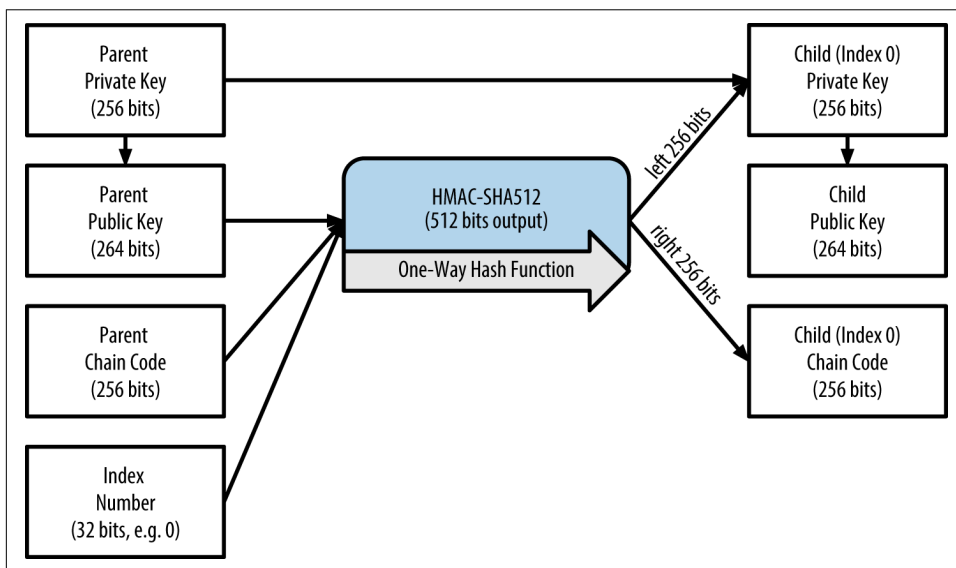 Parent
Private Key
(256 bits)
Parent
Public Key
(264 bits)
Parent
Chain Code
(256 bits)
Index
Number
(32 bits, e.g. 0)
HMAC-SHA512
(512 bits output)
One-Way Hash Function
left 256 bits
right 256 bits
Child (Index 0)
Private Key
(256 bits)
Child
Public Key
(264 bits)
Child (Index 0)
Chain Code
(256 bits)